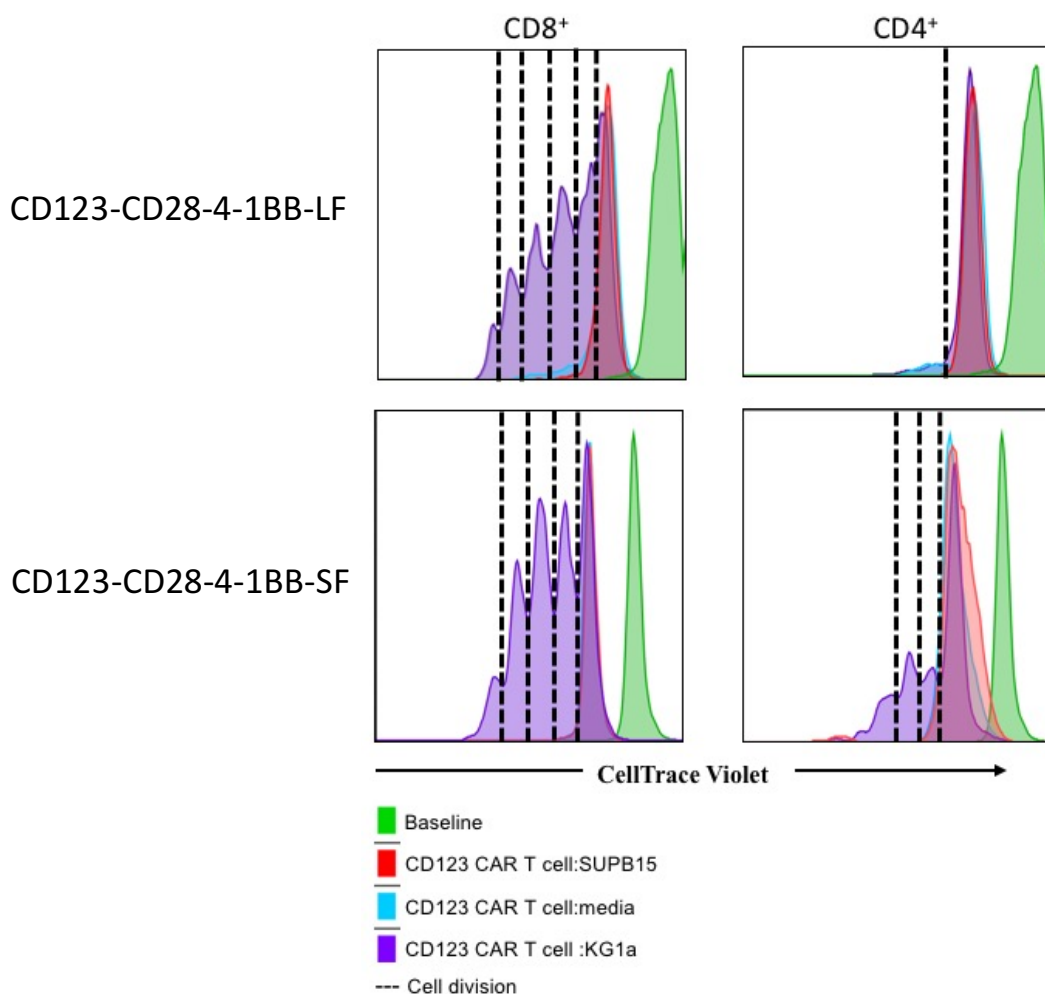 CD8⁺ CD4⁺
CD123-CD28-4-1BB-LF
CD123-CD28-4-1BB-SF
CellTrace Violet
Baseline
CD123 CAR T cell:SUPB15
CD123 CAR T cell:media
CD123 CAR T cell :KG1a
--- Cell division